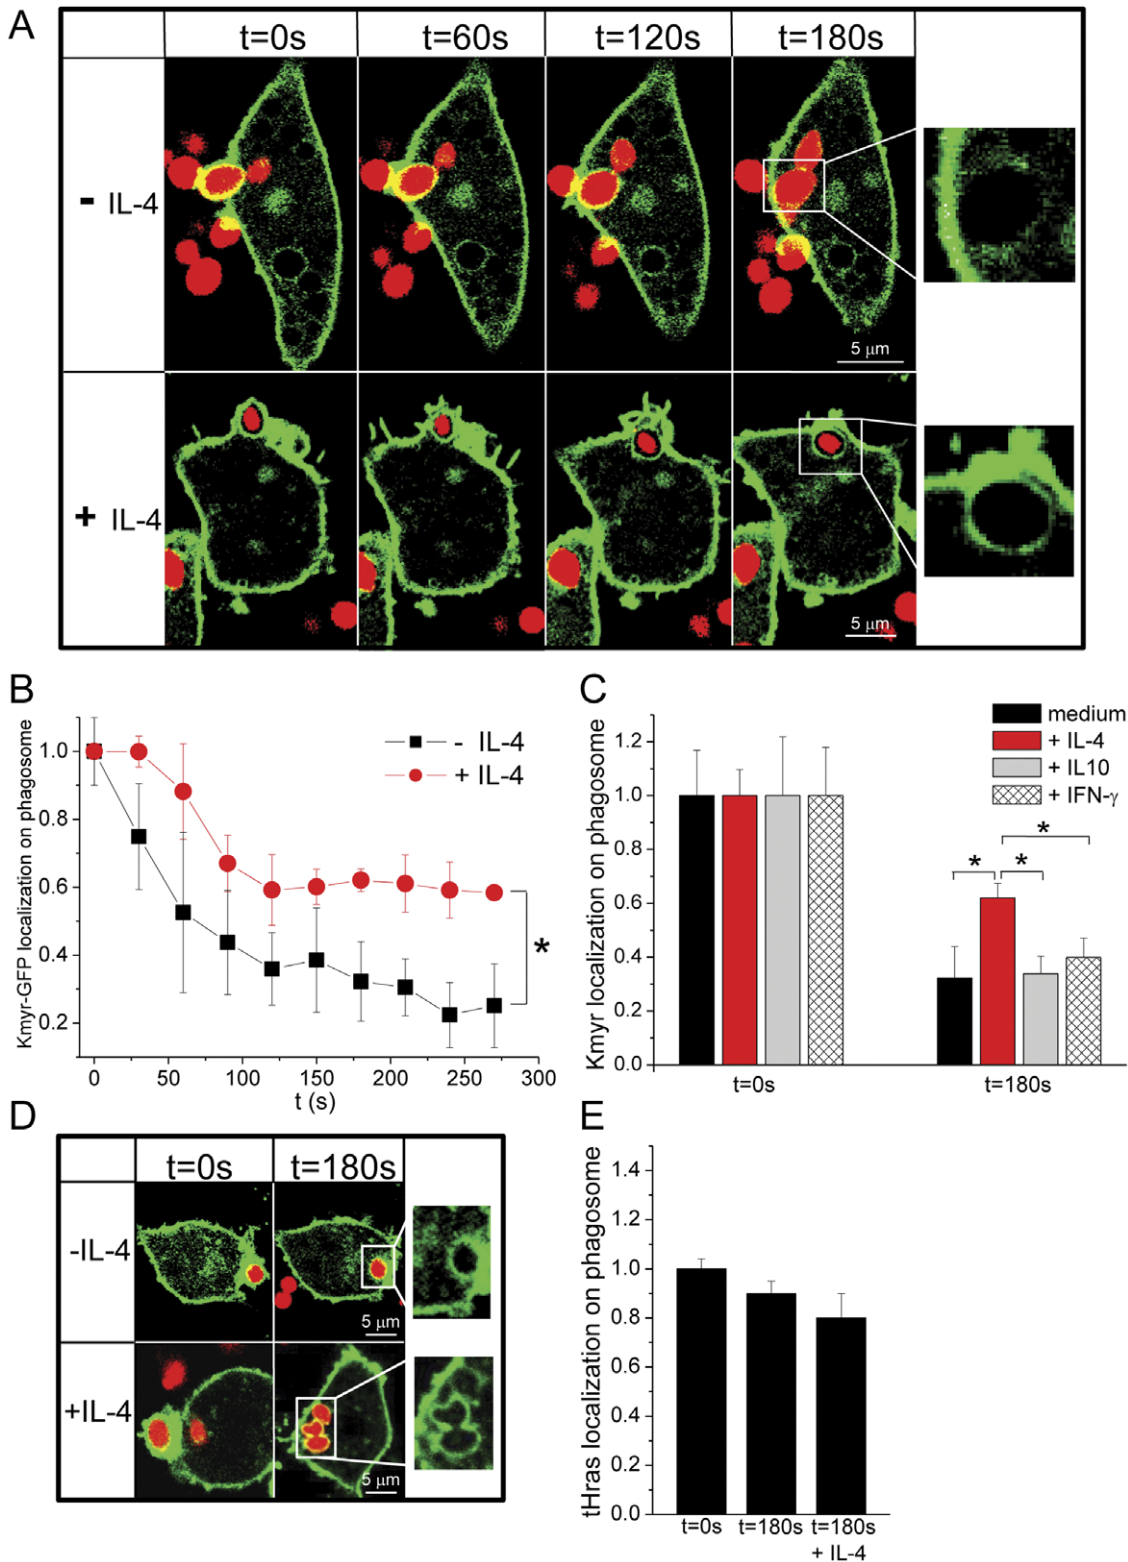 A
t=0s t=60s t=120s t=180s
- IL-4
5 μm
+ IL-4
5 μm
B
Kmyr-GFP localization on phagosome
1.0
0.8
0.6
0.4
0.2
- IL-4
+ IL-4
*
0 50 100 150 200 250 300
t (s)
C
Kmyr localization on phagosome
1.2
1.0
0.8
0.6
0.4
0.2
0.0
medium
+ IL-4
+ IL10
+ IFN-γ
*
* *
t=0s t=180s
D
t=0s t=180s
-IL-4
5 μm
+IL-4
5 μm
E
tHras localization on phagosome
1.4
1.2
1.0
0.8
0.6
0.4
0.2
0.0
t=0s t=180s t=180s
+ IL-4